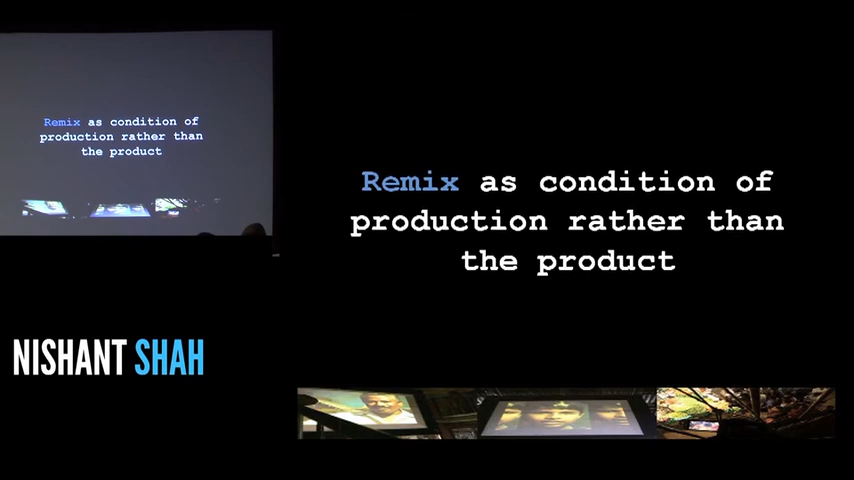 Remix as condition of
production rather than
the product
Remix as condition of
production rather than
the product
NISHANT SHAH